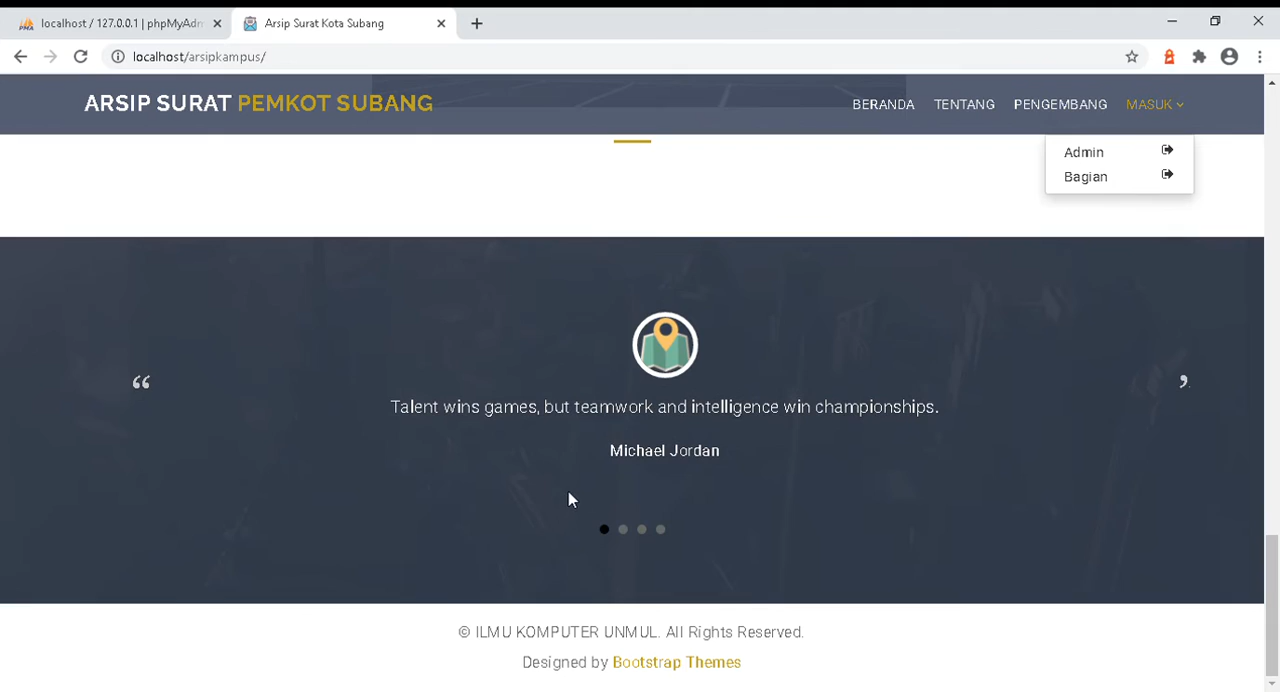 localhost / 127.0.0.1 | phpMyAdm
Arsip Surat Kota Subang
localhost/arsipkampus/
ARSIP SURAT PEMKOT SUBANG
BERANDA
TENTANG
PENGEMBANG
MASUK
Admin
Bagian
“
Talent wins games, but teamwork and intelligence win championships.
Michael Jordan
© ILMU KOMPUTER UNMUL. All Rights Reserved.
Designed by Bootstrap Themes